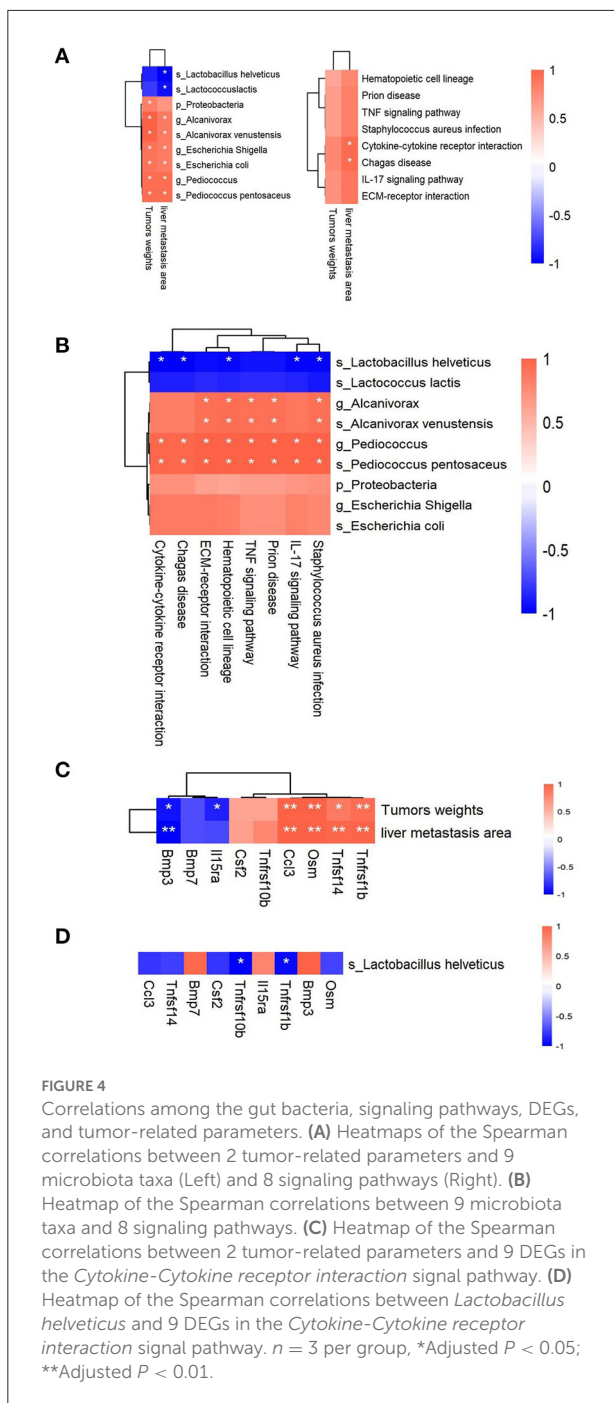 A
s_Lactobacillus helveticus
s_Lactococcuslactis
p_Proteobacteria
g_Alcanivorax
s_Alcanivorax venustensis
g_Escherichia Shigella
s_Escherichia coli
g_Pediococcus
s_Pediococcus pentosaceus
Tumors weights
liver metastasis area
Hematopoietic cell lineage
Prion disease
TNF signaling pathway
Staphylococcus aureus infection
Cytokine-cytokine receptor interaction
Chagas disease
IL-17 signaling pathway
ECM-receptor interaction
Tumors weights
liver metastasis area
1
0.5
0
-0.5
-1
B
s_Lactobacillus helveticus
s_Lactococcus lactis
g_Alcanivorax
s_Alcanivorax venustensis
g_Pediococcus
s_Pediococcus pentosaceus
p_Proteobacteria
g_Escherichia Shigella
s_Escherichia coli
Cytokine-cytokine receptor interaction
Chagas disease
ECM-receptor interaction
Hematopoietic cell lineage
TNF signaling pathway
Prion disease
IL-17 signaling pathway
Staphylococcus aureus infection
1
0.5
0
-0.5
-1
C
Tumors weights
liver metastasis area
Bmp3
Bmp7
Il15ra
Csf2
Tnfrsf10b
Ccl3
Osm
Tnfsf14
Tnfrsf1b
1
0.5
0
-0.5
-1
D
s_Lactobacillus helveticus
Ccl3
Tnfsf14
Bmp7
Csf2
Tnfrsf10b
Il15ra
Tnfrsf1b
Bmp3
Osm
1
0.5
0
-0.5
-1
FIGURE 4
Correlations among the gut bacteria, signaling pathways, DEGs,
and tumor-related parameters. (A) Heatmaps of the Spearman
correlations between 2 tumor-related parameters and 9
microbiota taxa (Left) and 8 signaling pathways (Right). (B)
Heatmap of the Spearman correlations between 9 microbiota
taxa and 8 signaling pathways. (C) Heatmap of the Spearman
correlations between 2 tumor-related parameters and 9 DEGs in
the Cytokine-Cytokine receptor interaction signal pathway. (D)
Heatmap of the Spearman correlations between Lactobacillus
helveticus and 9 DEGs in the Cytokine-Cytokine receptor
interaction signal pathway. n = 3 per group, *Adjusted P < 0.05;
**Adjusted P < 0.01.